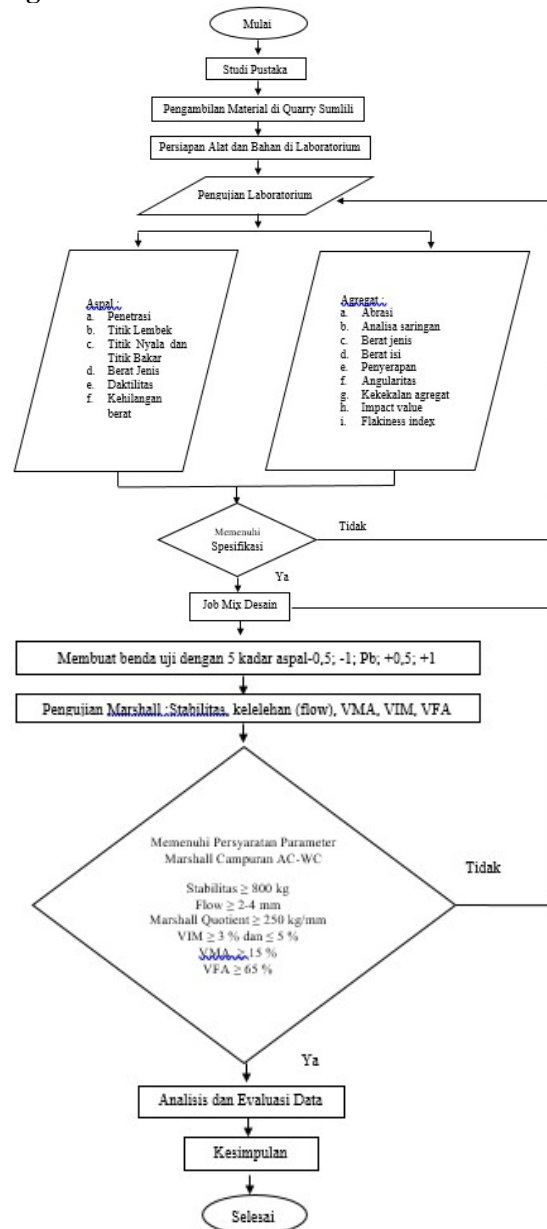 Mulai
Studi Pustaka
Pengambilan Material di Quarry Sumlili
Persiapan Alat dan Bahan di Laboratorium
Pengujian Laboratorium
Aspal :
a. Penetrasi
b. Titik Lembek
c. Titik Nyala dan
Titik Bakar
d. Berat Jenis
e. Daktilitas
f. Kehilangan
berat
Agregat :
a. Abrasi
b. Analisa saringan
c. Berat jenis
d. Berat isi
e. Penyerapan
f. Angularitas
g. Kekekalan agregat
h. Impact value
i. Flakiness index
Memenuhi
Spesifikasi
Tidak
Ya
Job Mix Desain
Membuat benda uji dengan 5 kadar aspal-0,5; -1; Pb; +0,5; +1
Pengujian Marshall :Stabilitas, kelelehan (flow), VMA, VIM, VFA
Memenuhi Persyaratan Parameter
Marshall Campuran AC-WC
Stabilitas ≥ 800 kg
Flow ≥ 2-4 mm
Marshall Quotient ≥ 250 kg/mm
VIM ≥ 3 % dan ≤ 5 %
VMA ≥ 15 %
VFA ≥ 65 %
Tidak
Ya
Analisis dan Evaluasi Data
Kesimpulan
Selesai